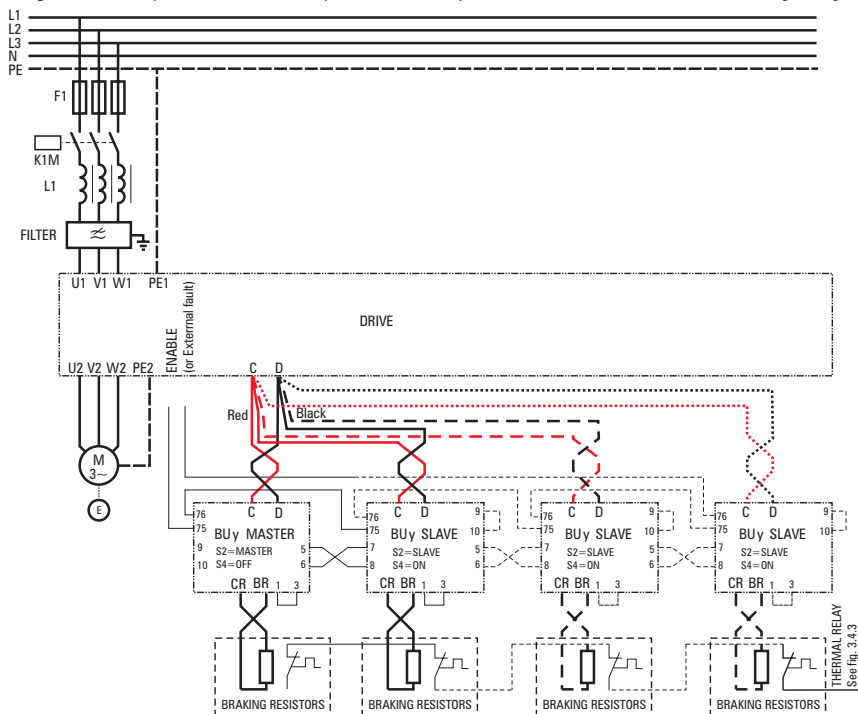 L1
L2
L3
N
PE
F1
K1M
L1
FILTER
U1 V1 W1 PE1
ENABLE
(or External fault)
DRIVE
U2 V2 W2 PE2
C D
Red
Black
M
3~
E
C D
76
75
BUy MASTER
9
S2=MASTER
5
10
S4=OFF
6
CR BR 1 3
C D
76
75
9
10
BUy SLAVE
7
S2=SLAVE
5
8
S4=ON
6
CR BR 1 3
C D
76
75
9
10
BUy SLAVE
7
S2=SLAVE
5
8
S4=ON
6
CR BR 1 3
C D
76
75
9
10
BUy SLAVE
7
S2=SLAVE
8
S4=ON
CR BR 1 3
BRAKING RESISTORS
BRAKING RESISTORS
BRAKING RESISTORS
BRAKING RESISTORS
THERMAL RELAY
See fig. 3.4.3